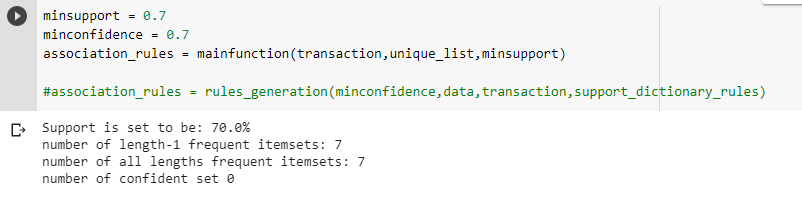 minsupport = 0.7
minconfidence = 0.7
association_rules = mainfunction(transaction,unique_list,minsupport)
#association_rules = rules_generation(minconfidence,data,transaction,support_dictionary_rules)
Support is set to be: 70.0%
number of length-1 frequent itemsets: 7
number of all lengths frequent itemsets: 7
number of confident set 0